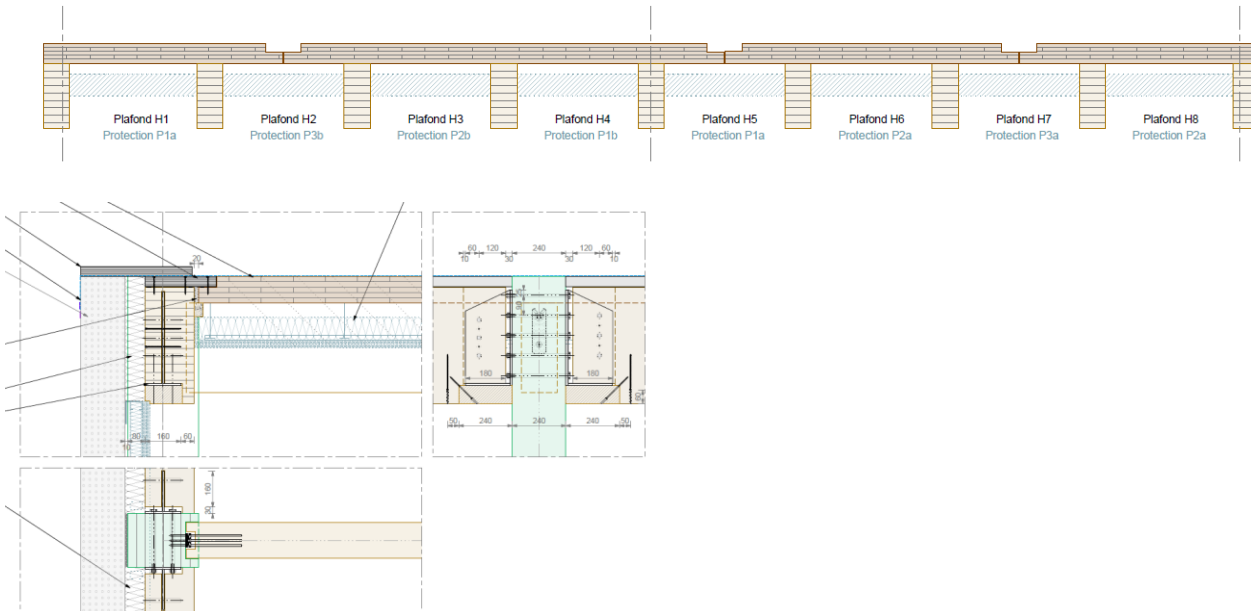 Plafond H1
Protection P1a
Plafond H2
Protection P3b
Plafond H3
Protection P2b
Plafond H4
Protection P1b
Plafond H5
Protection P1a
Plafond H6
Protection P2a
Plafond H7
Protection P3a
Plafond H8
Protection P2a
20
80 160 60
10
60 120 240 120 60
10 30 30 10
90
180 180
60
50 240 240 240 50
160
30